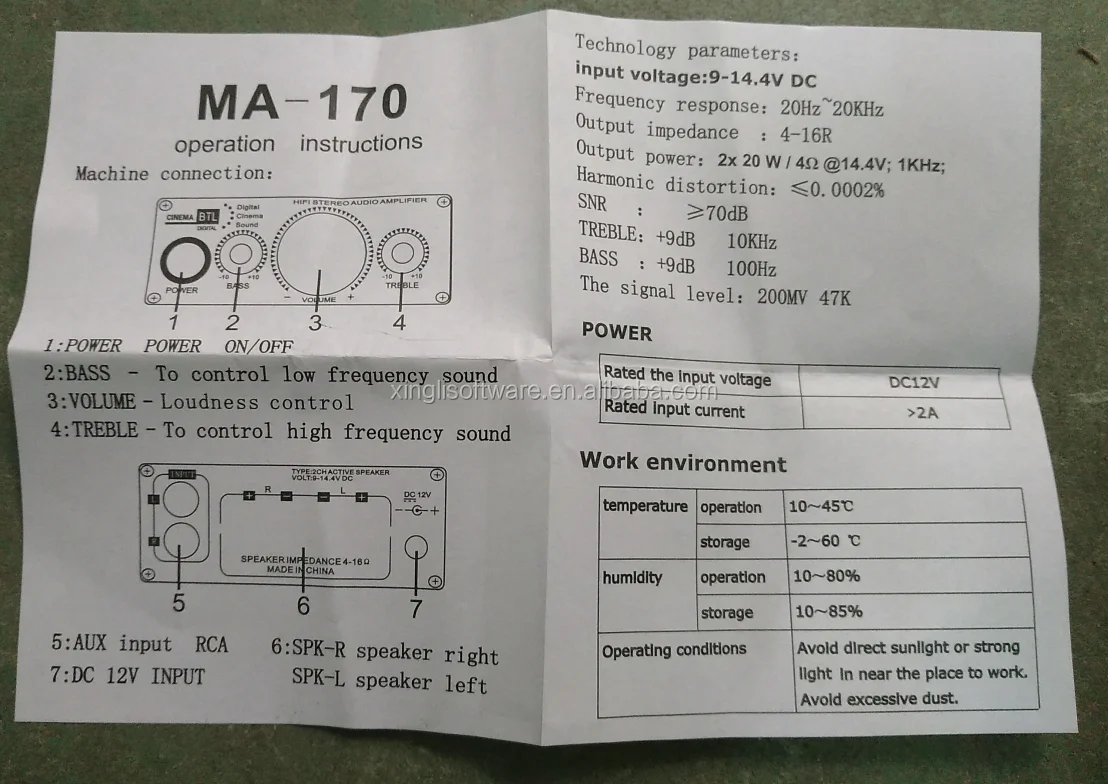 MA-170
operation instructions
Machine connection:
CINEMA BTL
DIGITAL
Digital
Cinema
Sound
HIFI STEREO AUDIO AMPLIFIER
-10 +10
-10 +10
POWER
BASS
- VOLUME +
TREBLE
1 2 3 4
1:POWER POWER ON/OFF
2:BASS - To control low frequency sound
3:VOLUME - Loudness control
4:TREBLE - To control high frequency sound
INPUT
L
R
TYPE:2CH ACTIVE SPEAKER
VOLT:9-14.4V DC
R L
+ - - +
DC 12V
- +
SPEAKER IMPEDANCE 4-16Ω
MADE IN CHINA
5 6 7
5:AUX input RCA
6:SPK-R speaker right
7:DC 12V INPUT
SPK-L speaker left
Technology parameters:
input voltage:9-14.4V DC
Frequency response: 20Hz~20KHz
Output impedance : 4-16R
Output power: 2x 20 W / 4Ω @14.4V; 1KHz;
Harmonic distortion: ≤0.0002%
SNR : ≥70dB
TREBLE: +9dB 10KHz
BASS : +9dB 100Hz
The signal level: 200MV 47K
POWER
Rated the input voltage DC12V
Rated input current >2A
Work environment
temperature operation 10~45℃
storage -2~60 ℃
humidity operation 10~80%
storage 10~85%
Operating conditions Avoid direct sunlight or strong
light in near the place to work.
Avoid excessive dust.
xinglisoftware.en.alibaba.com